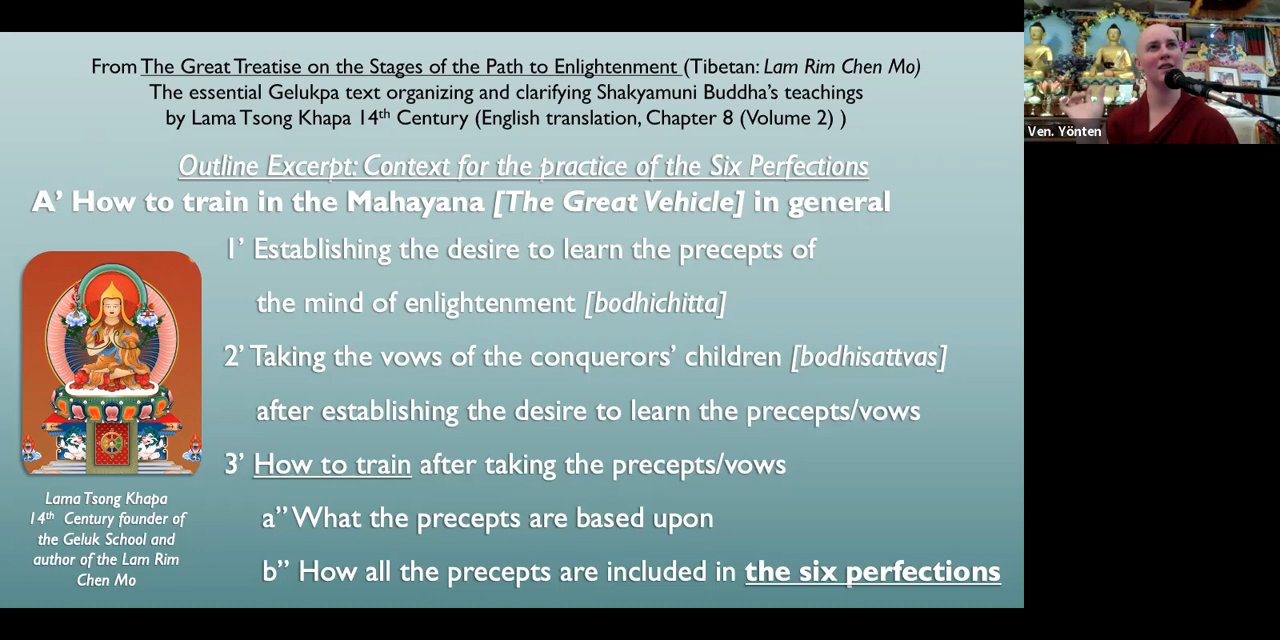 From The Great Treatise on the Stages of the Path to Enlightenment (Tibetan: Lam Rim Chen Mo)
The essential Gelukpa text organizing and clarifying Shakyamuni Buddha's teachings
by Lama Tsong Khapa 14th Century (English translation, Chapter 8 (Volume 2) )
Outline Excerpt: Context for the practice of the Six Perfections
A' How to train in the Mahayana [The Great Vehicle] in general
1' Establishing the desire to learn the precepts of
the mind of enlightenment [bodhichitta]
2' Taking the vows of the conquerors' children [bodhisattvas]
after establishing the desire to learn the precepts/vows
3' How to train after taking the precepts/vows
a" What the precepts are based upon
b" How all the precepts are included in the six perfections
Lama Tsong Khapa
14th Century founder of
the Geluk School and
author of the Lam Rim
Chen Mo
Ven. Yönten